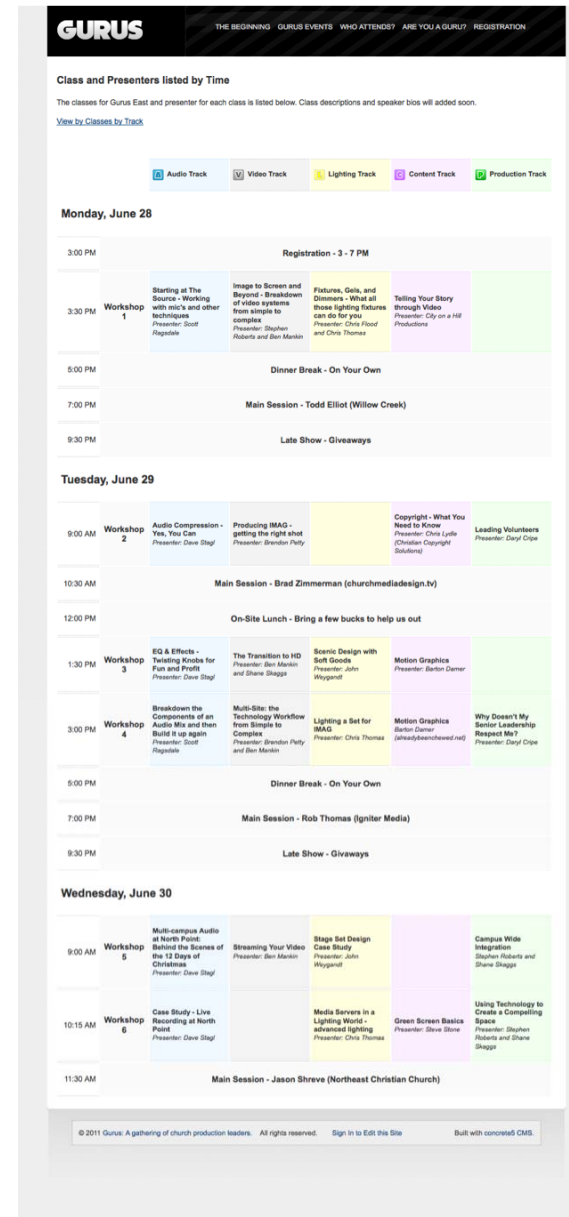 GURUS
THE BEGINNING GURUS EVENTS WHO ATTENDS? ARE YOU A GURU? REGISTRATION
Class and Presenters listed by Time
The classes for Gurus East and presenter for each class is listed below. Class descriptions and speaker bios will added soon.
View by Classes by Track
A Audio Track
V Video Track
L Lighting Track
C Content Track
P Production Track
Monday, June 28
3:00 PM
Registration - 3 - 7 PM
3:30 PM
Workshop
1
Starting at The
Source - Working
with mic's and other
techniques
Presenter: Scott
Ragsdale
Image to Screen and
Beyond - Breakdown
of video systems
from simple to
complex
Presenter: Stephen
Roberts and Ben Mankin
Fixtures, Gels, and
Dimmers - What all
those lighting fixtures
can do for you
Presenter: Chris Flood
and Chris Thomas
Telling Your Story
through Video
Presenter: City on a Hill
Productions
5:00 PM
Dinner Break - On Your Own
7:00 PM
Main Session - Todd Elliot (Willow Creek)
9:30 PM
Late Show - Giveaways
Tuesday, June 29
9:00 AM
Workshop
2
Audio Compression -
Yes, You Can
Presenter: Dave Stagl
Producing IMAG -
getting the right shot
Presenter: Brendon Petty
Copyright - What You
Need to Know
Presenter: Chris Lydle
(Christian Copyright
Solutions)
Leading Volunteers
Presenter: Daryl Cripe
10:30 AM
Main Session - Brad Zimmerman (churchmediadesign.tv)
12:00 PM
On-Site Lunch - Bring a few bucks to help us out
1:30 PM
Workshop
3
EQ & Effects -
Twisting Knobs for
Fun and Profit
Presenter: Dave Stagl
The Transition to HD
Presenter: Ben Mankin
and Shane Skaggs
Scenic Design with
Soft Goods
Presenter: John
Weygandt
Motion Graphics
Presenter: Barton Damer
3:00 PM
Workshop
4
Breakdown the
Components of an
Audio Mix and then
Build it up again
Presenter: Scott
Ragsdale
Multi-Site: the
Technology Workflow
from Simple to
Complex
Presenter: Brendon Petty
and Ben Mankin
Lighting a Set for
IMAG
Presenter: Chris Thomas
Motion Graphics
Barton Damer
(alreadybeenchewed.net)
Why Doesn't My
Senior Leadership
Respect Me?
Presenter: Daryl Cripe
5:00 PM
Dinner Break - On Your Own
7:00 PM
Main Session - Rob Thomas (Igniter Media)
9:30 PM
Late Show - Givaways
Wednesday, June 30
9:00 AM
Workshop
5
Multi-campus Audio
at North Point:
Behind the Scenes of
the 12 Days of
Christmas
Presenter: Dave Stagl
Streaming Your Video
Presenter: Ben Mankin
Stage Set Design
Case Study
Presenter: John
Weygandt
Campus Wide
Integration
Stephen Roberts and
Shane Skaggs
10:15 AM
Workshop
6
Case Study - Live
Recording at North
Point
Presenter: Dave Stagl
Media Servers in a
Lighting World -
advanced lighting
Presenter: Chris Thomas
Green Screen Basics
Presenter: Steve Stone
Using Technology to
Create a Compelling
Space
Presenter: Stephen
Roberts and Shane
Skaggs
11:30 AM
Main Session - Jason Shreve (Northeast Christian Church)
© 2011 Gurus: A gathering of church production leaders. All rights reserved. Sign In to Edit this Site Built with concrete5 CMS.